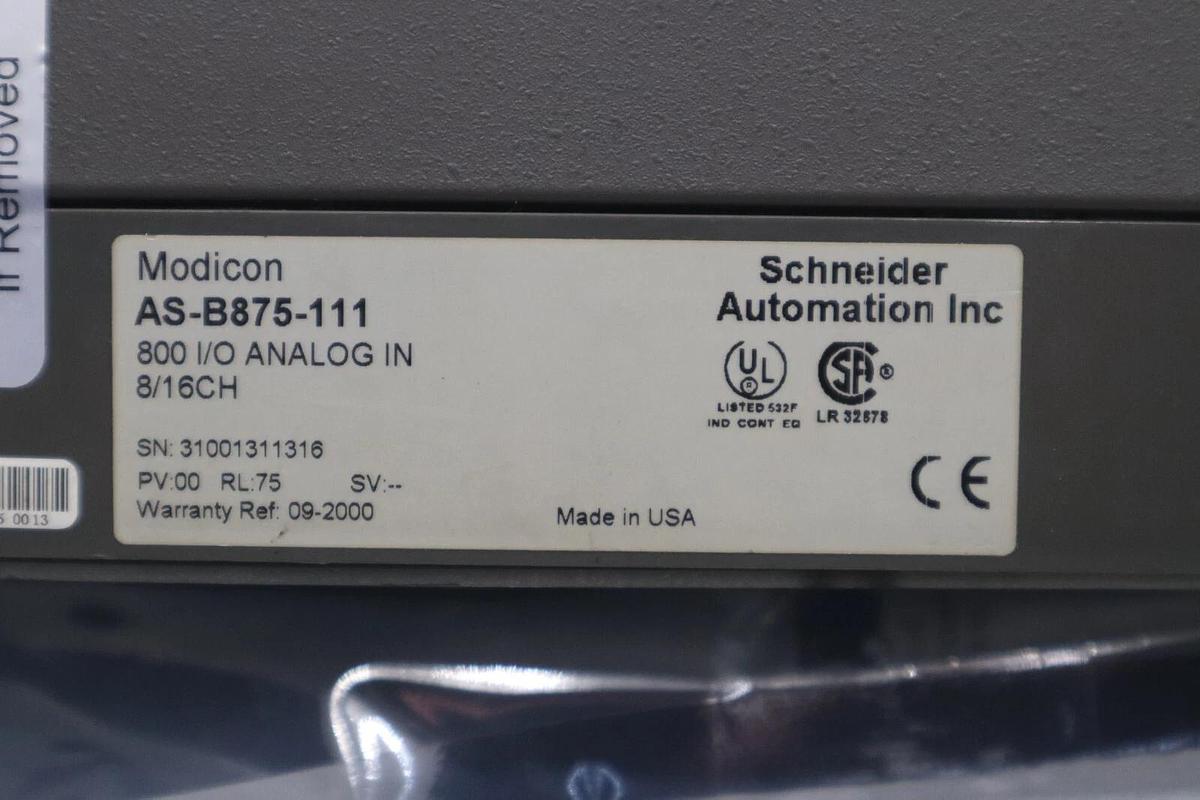 If Removed
Modicon
AS-B875-111
800 I/O ANALOG IN
8/16CH
SN: 31001311316
PV:00 RL:75 SV:--
Warranty Ref: 09-2000
Made in USA
Schneider
Automation Inc
UL
®
LISTED 532F
IND CONT EQ
SA ®
LR 32678
CE
0013